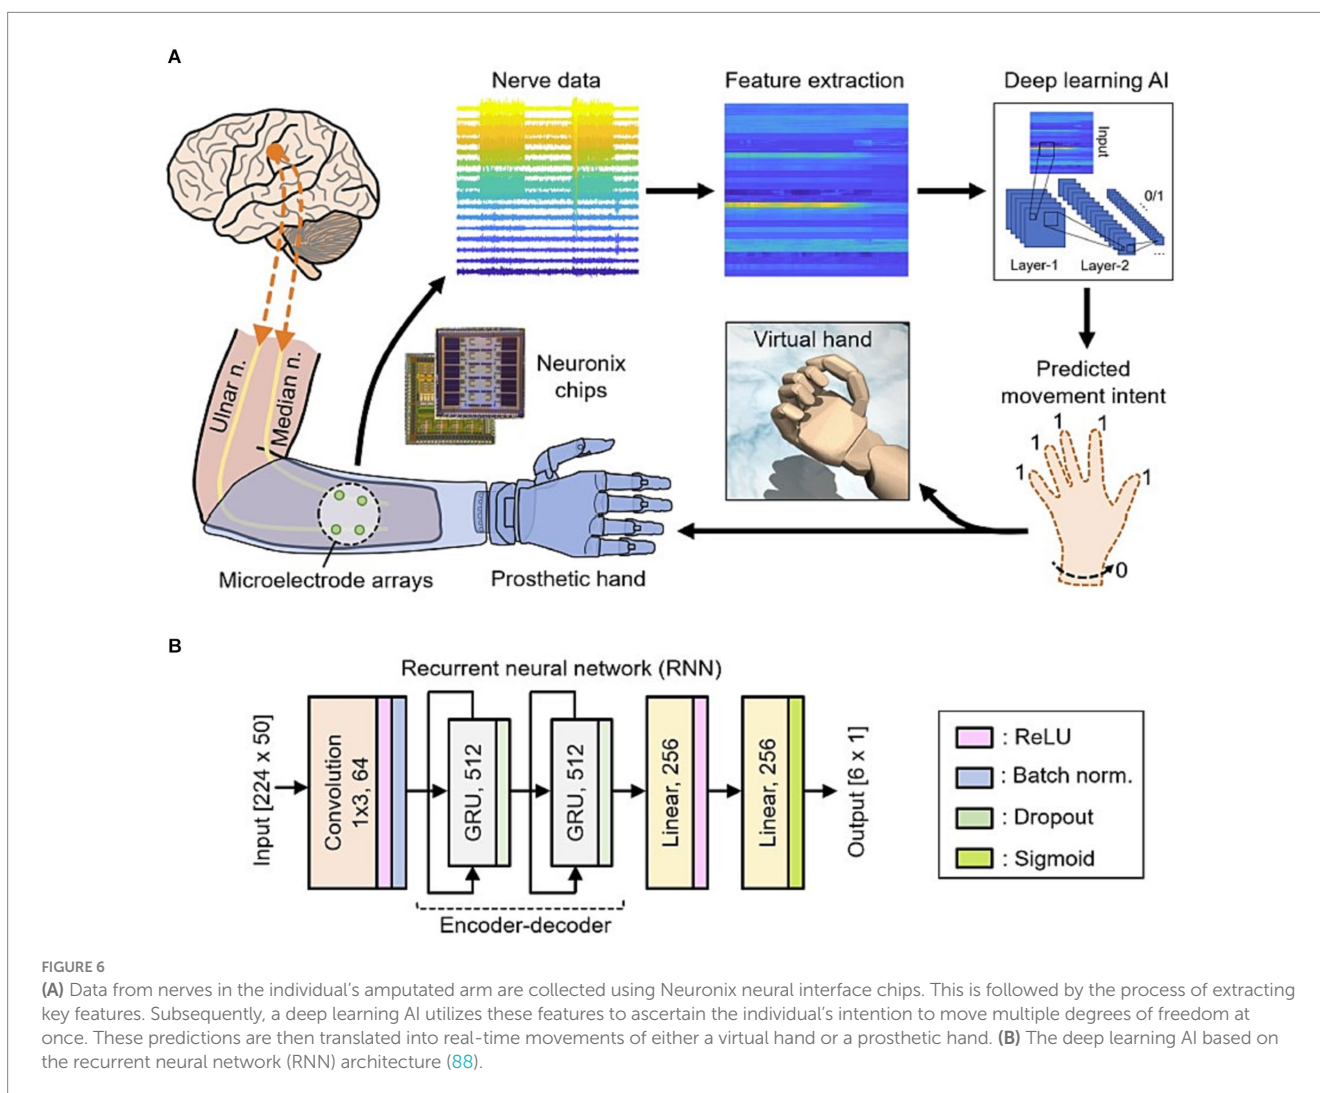 A
Nerve data
Feature extraction
Deep learning AI
Input
0/1
Layer-1
Layer-2
Ulnar n.
Median n.
Neuronix
chips
Virtual hand
Predicted
movement intent
1
1
1
1
1
0
Microelectrode arrays
Prosthetic hand
B
Recurrent neural network (RNN)
Input [224 x 50]
Convolution
1x3, 64
GRU, 512
GRU, 512
Linear, 256
Linear, 256
Output [6 x 1]
Encoder-decoder
: ReLU
: Batch norm.
: Dropout
: Sigmoid
FIGURE 6
(A) Data from nerves in the individual's amputated arm are collected using Neuronix neural interface chips. This is followed by the process of extracting
key features. Subsequently, a deep learning AI utilizes these features to ascertain the individual's intention to move multiple degrees of freedom at
once. These predictions are then translated into real-time movements of either a virtual hand or a prosthetic hand. (B) The deep learning AI based on
the recurrent neural network (RNN) architecture (88).